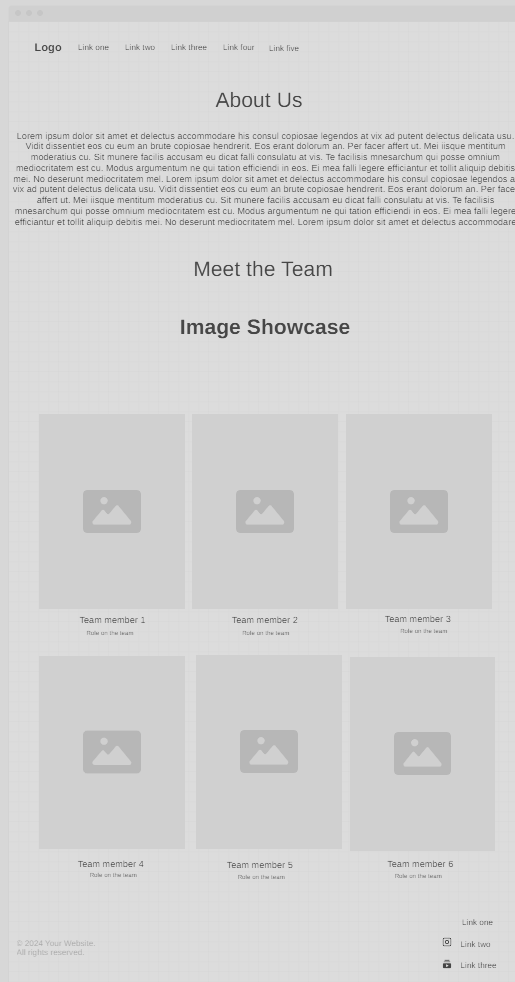 Logo Link one Link two Link three Link four Link five
About Us
Lorem ipsum dolor sit amet et delectus accommodare his consul copiosae legendos at vix ad putent delectus delicata usu.
Vidit dissentiet eos cu eum an brute copiosae hendrerit. Eos erant dolorum an. Per facer affert ut. Mei iisque mentitum
moderatius cu. Sit munere facilis accusam eu dicat falli consulatu at vis. Te facilisis mnesarchum qui posse omnium
mediocritatem est cu. Modus argumentum ne qui tation efficiendi in eos. Ei mea falli legere efficiantur et tollit aliquip debitis
mei. No deserunt mediocritatem mel. Lorem ipsum dolor sit amet et delectus accommodare his consul copiosae legendos a
vix ad putent delectus delicata usu. Vidit dissentiet eos cu eum an brute copiosae hendrerit. Eos erant dolorum an. Per face
affert ut. Mei iisque mentitum moderatius cu. Sit munere facilis accusam eu dicat falli consulatu at vis. Te facilisis
mnesarchum qui posse omnium mediocritatem est cu. Modus argumentum ne qui tation efficiendi in eos. Ei mea falli legere
efficiantur et tollit aliquip debitis mel. No deserunt mediocritatem mel. Lorem ipsum dolor sit amet et delectus accommodare
Meet the Team
Image Showcase
Team member 1 Team member 2 Team member 3
Role on the team Role on the team Role on the team
Team member 4 Team member 5 Team member 6
Role on the team Role on the team Role on the team
Link one
© 2024 Your Website.
All rights reserved.
Link two
Link three